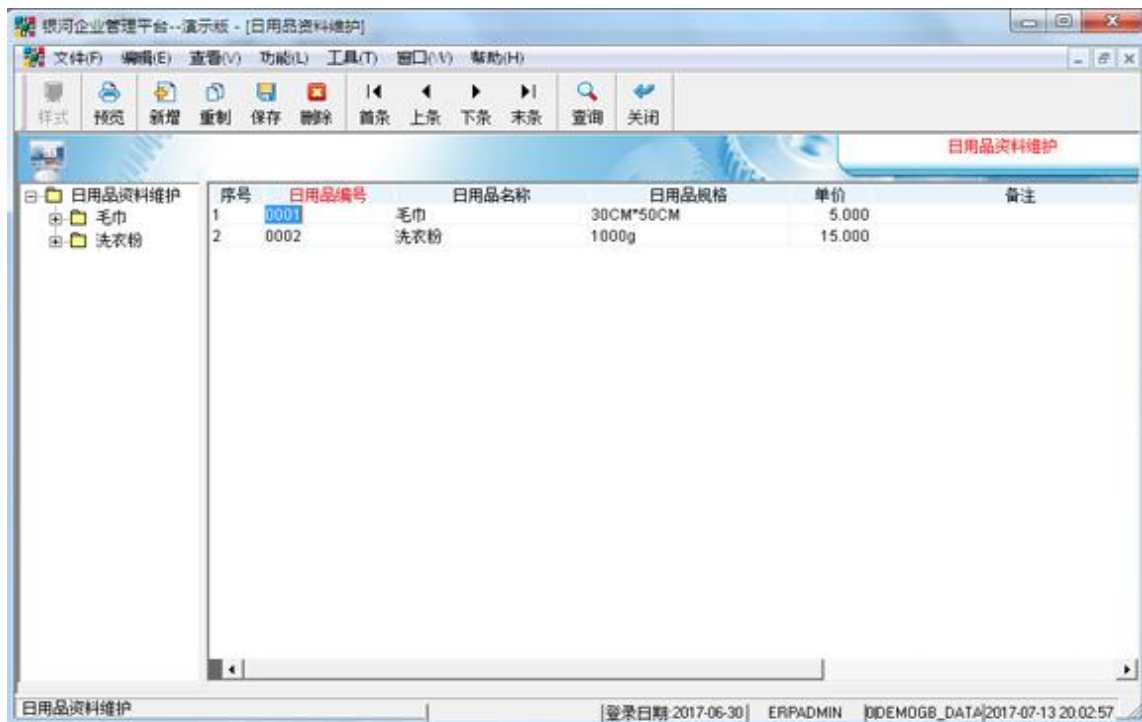 银河企业管理平台--演示版 - [日用品资料维护]
文件(F) 编辑(E) 查看(V) 功能(L) 工具(T) 窗口(W) 帮助(H)
样式 预览 新增 重制 保存 删除 首条 上条 下条 末条 查询 关闭
日用品资料维护
日用品资料维护
毛巾
洗衣粉
序号 日用品编号 日用品名称 日用品规格 单价 备注
1 0001 毛巾 30CM*50CM 5.000
2 0002 洗衣粉 1000g 15.000
日用品资料维护 登录日期:2017-06-30 ERPADMIN DEMOGB_DATA 2017-07-13 20:02:57